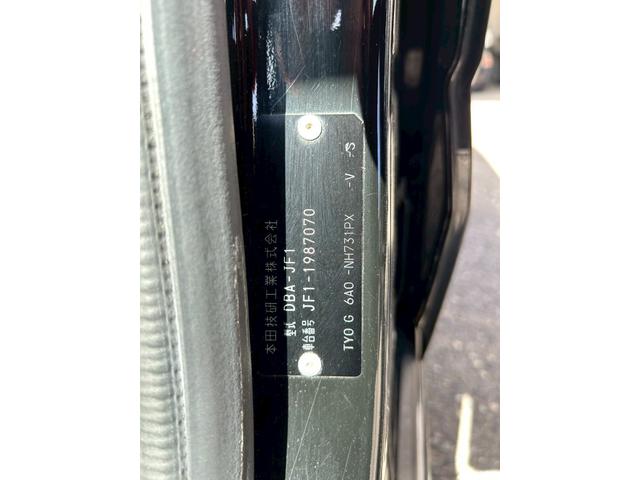 本田技研工業株式会社
型式 DBA-JF1
車台番号 JF1-1987070
TYO G 6AO -NH731PX -V -S